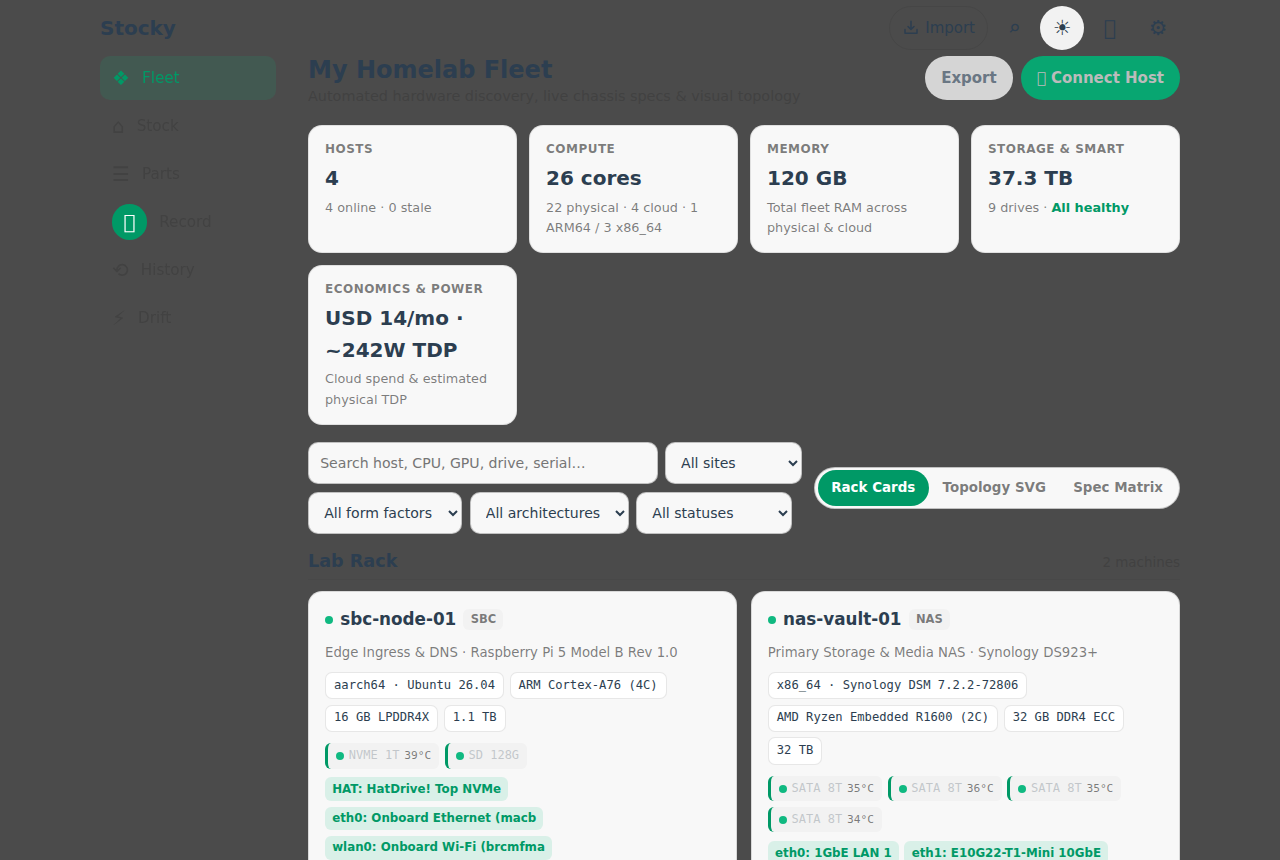 Stocky
Import
Fleet
Stock
Parts
Record
History
Drift
My Homelab Fleet
Automated hardware discovery, live chassis specs & visual topology
Export
Connect Host
HOSTS
4
4 online · 0 stale
COMPUTE
26 cores
22 physical · 4 cloud · 1
ARM64 / 3 x86_64
MEMORY
120 GB
Total fleet RAM across
physical & cloud
STORAGE & SMART
37.3 TB
9 drives · All healthy
ECONOMICS & POWER
USD 14/mo ·
~242W TDP
Cloud spend & estimated
physical TDP
Search host, CPU, GPU, drive, serial…
All sites
All form factors
All architectures
All statuses
Rack Cards
Topology SVG
Spec Matrix
Lab Rack
2 machines
sbc-node-01 SBC
Edge Ingress & DNS · Raspberry Pi 5 Model B Rev 1.0
aarch64 · Ubuntu 26.04
ARM Cortex-A76 (4C)
16 GB LPDDR4X
1.1 TB
NVME 1T 39°C
SD 128G
HAT: HatDrive! Top NVMe
eth0: Onboard Ethernet (macb
wlan0: Onboard Wi-Fi (brcmfma
nas-vault-01 NAS
Primary Storage & Media NAS · Synology DS923+
x86_64 · Synology DSM 7.2.2-72806
AMD Ryzen Embedded R1600 (2C)
32 GB DDR4 ECC
32 TB
SATA 8T 35°C
SATA 8T 36°C
SATA 8T 35°C
SATA 8T 34°C
eth0: 1GbE LAN 1
eth1: E10G22-T1-Mini 10GbE